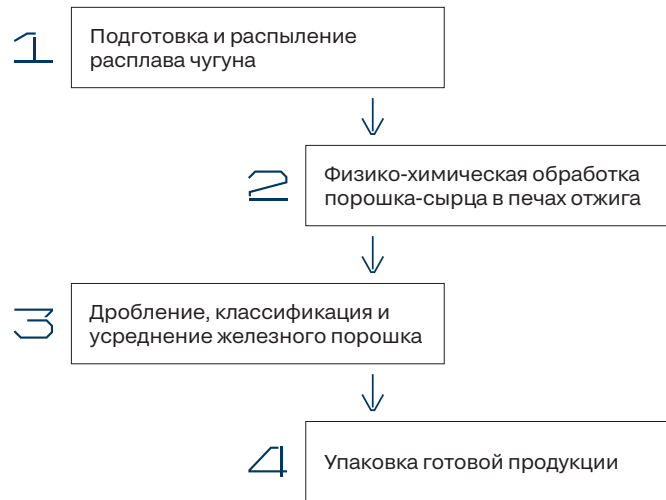 1
Подготовка и распыление
расплава чугуна
2
Физико-химическая обработка
порошка-сырца в печах отжига
3
Дробление, классификация и
усреднение железного порошка
4
Упаковка готовой продукции